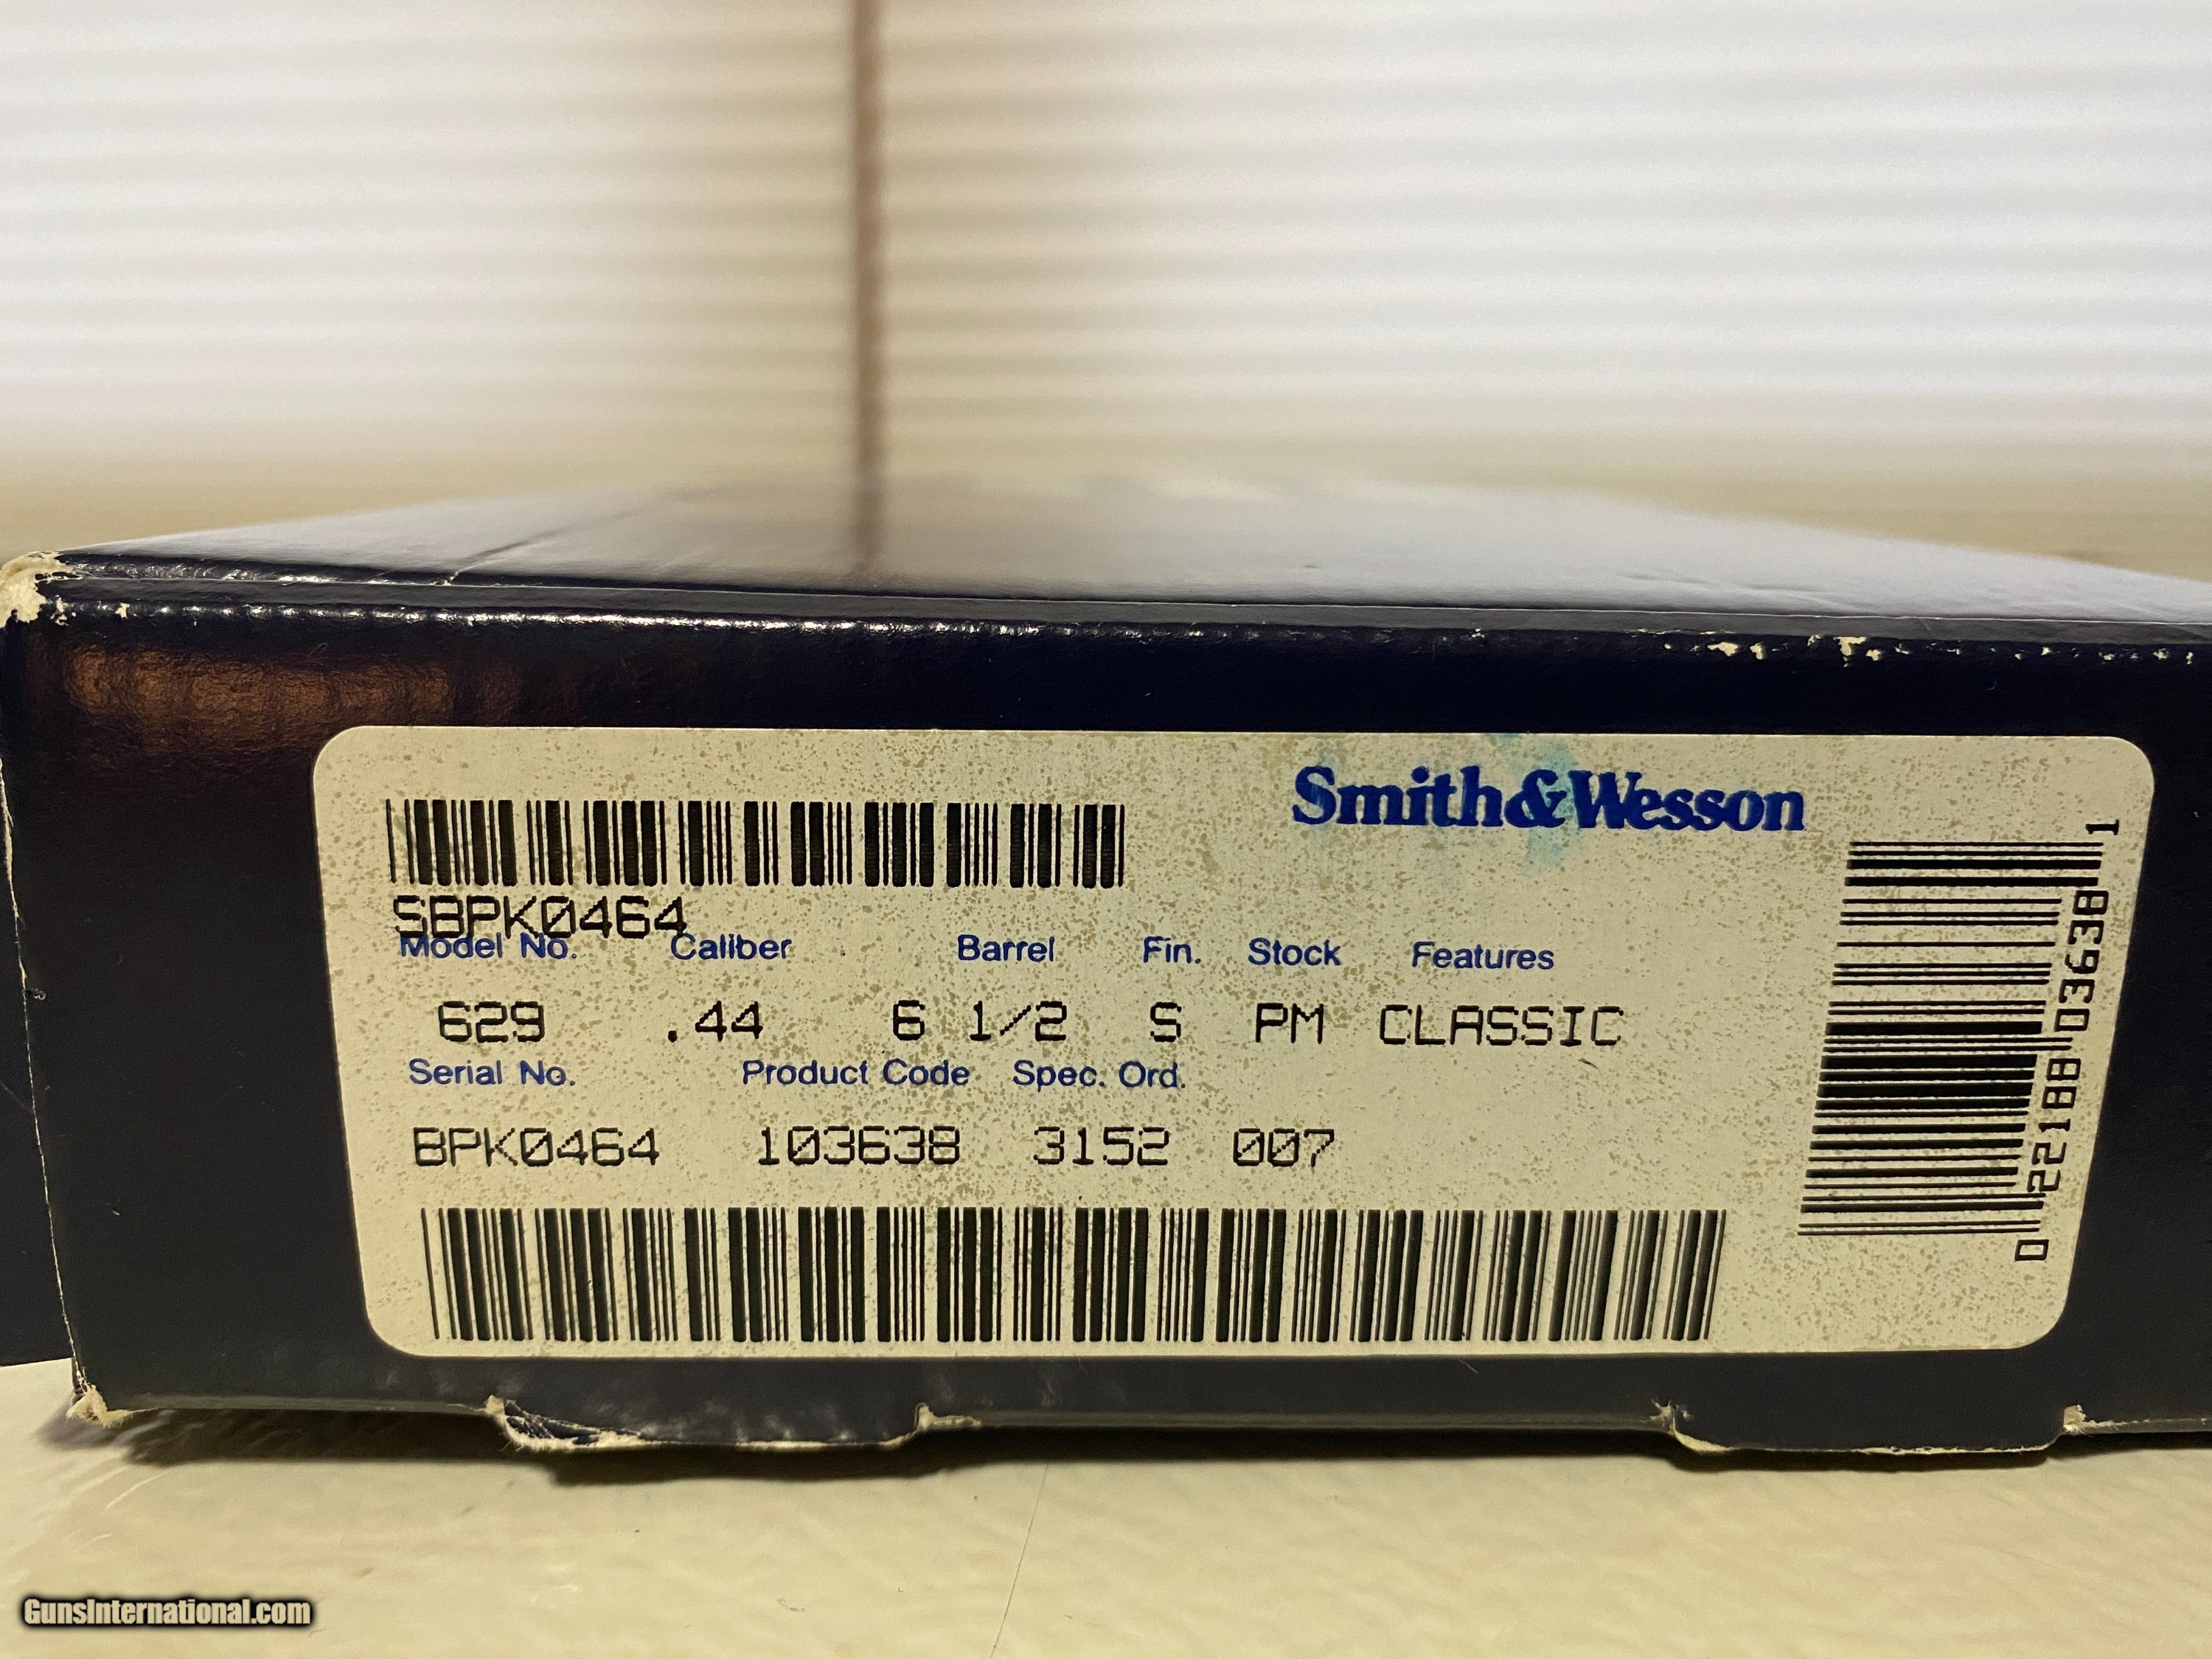 Smith&Wesson
SBPK0464
Model No. Caliber Barrel Fin. Stock Features
629 .44 6 1/2 S PM CLASSIC
Serial No. Product Code Spec. Ord.
BPK0464 103638 3152 007
0 22188 03638 1
GunsInternational.com